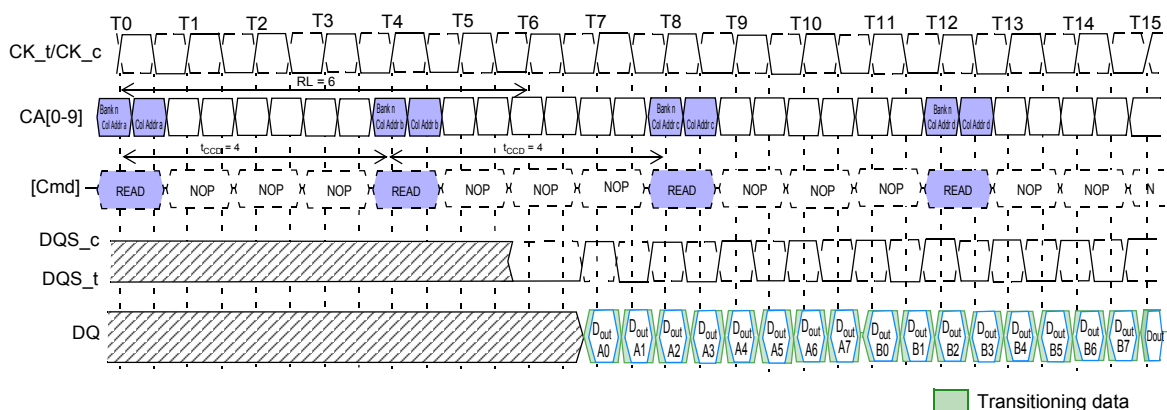 T0 T1 T2 T3 T4 T5 T6 T7 T8 T9 T10 T11 T12 T13 T14 T15
CK_t/CK_c
RL = 6
CA[0-9]
Bank n Col Addr a Col Addr a Bank n Col Addr b Col Addr b Bank n Col Addr c Col Addr c Bank n Col Addr d Col Addr d
tCCD = 4 tCCD = 4
[Cmd] READ NOP NOP NOP READ NOP NOP NOP READ NOP NOP NOP READ NOP NOP N
DQS_c
DQS_t
DQ
Dout A0 Dout A1 Dout A2 Dout A3 Dout A4 Dout A5 Dout A6 Dout A7 Dout B0 Dout B1 Dout B2 Dout B3 Dout B4 Dout B5 Dout B6 Dout B7 Dout
Transitioning data